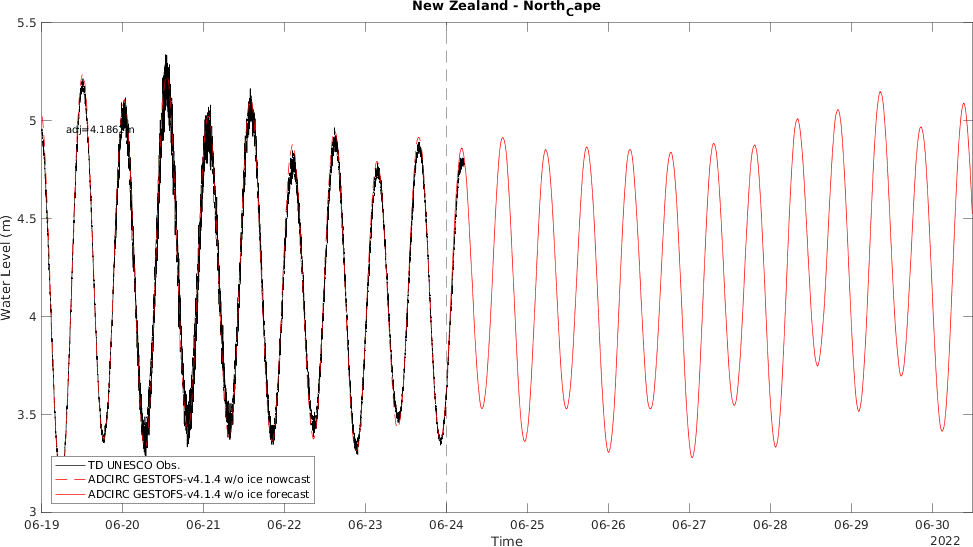 New Zealand - NorthCape
5.5
5
4.5
4
3.5
3
Water Level (m)
adj=4.1861m
TD UNESCO Obs.
ADCIRC GESTOFS-v4.1.4 w/o ice nowcast
ADCIRC GESTOFS-v4.1.4 w/o ice forecast
06-19 06-20 06-21 06-22 06-23 06-24 06-25 06-26 06-27 06-28 06-29 06-30
Time
2022